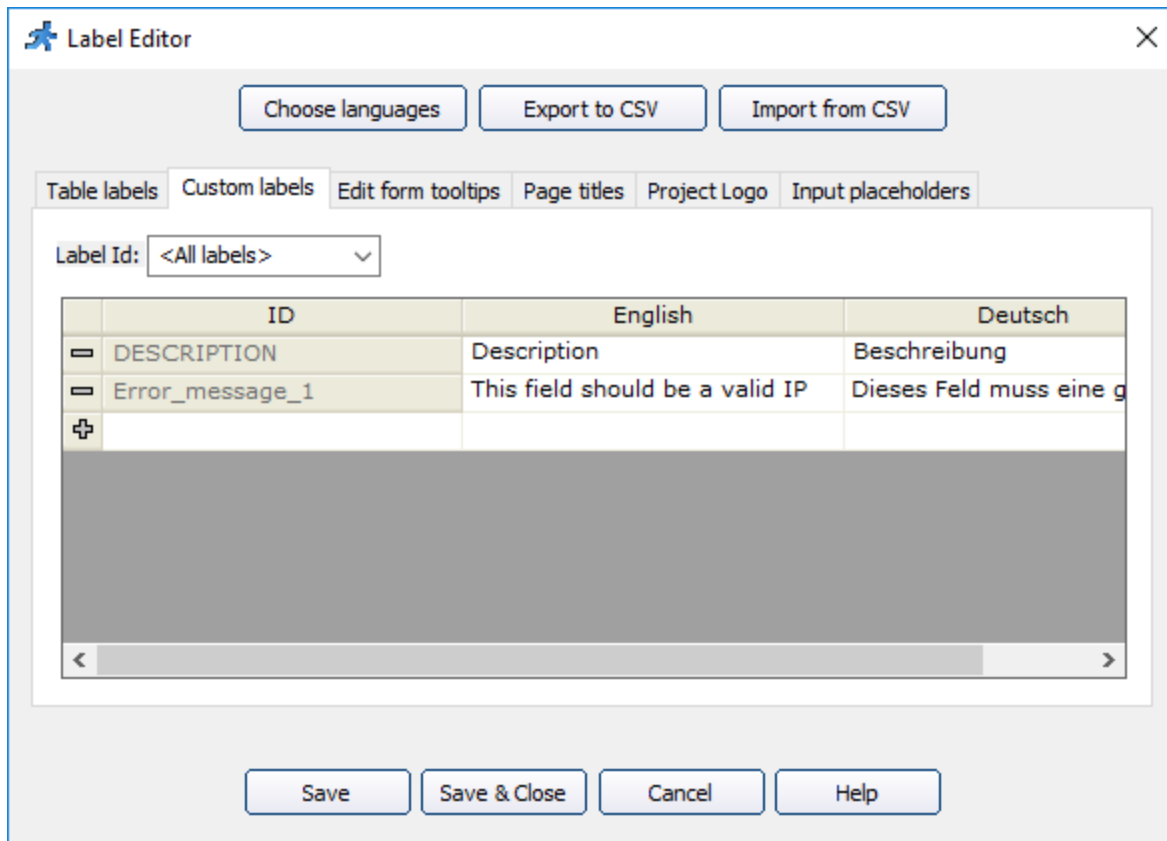 Label Editor
Choose languages Export to CSV Import from CSV
Table labels Custom labels Edit form tooltips Page titles Project Logo Input placeholders
Label Id: <All labels>
ID English Deutsch
DESCRIPTION Description Beschreibung
Error_message_1 This field should be a valid IP Dieses Feld muss eine g
Save Save & Close Cancel Help